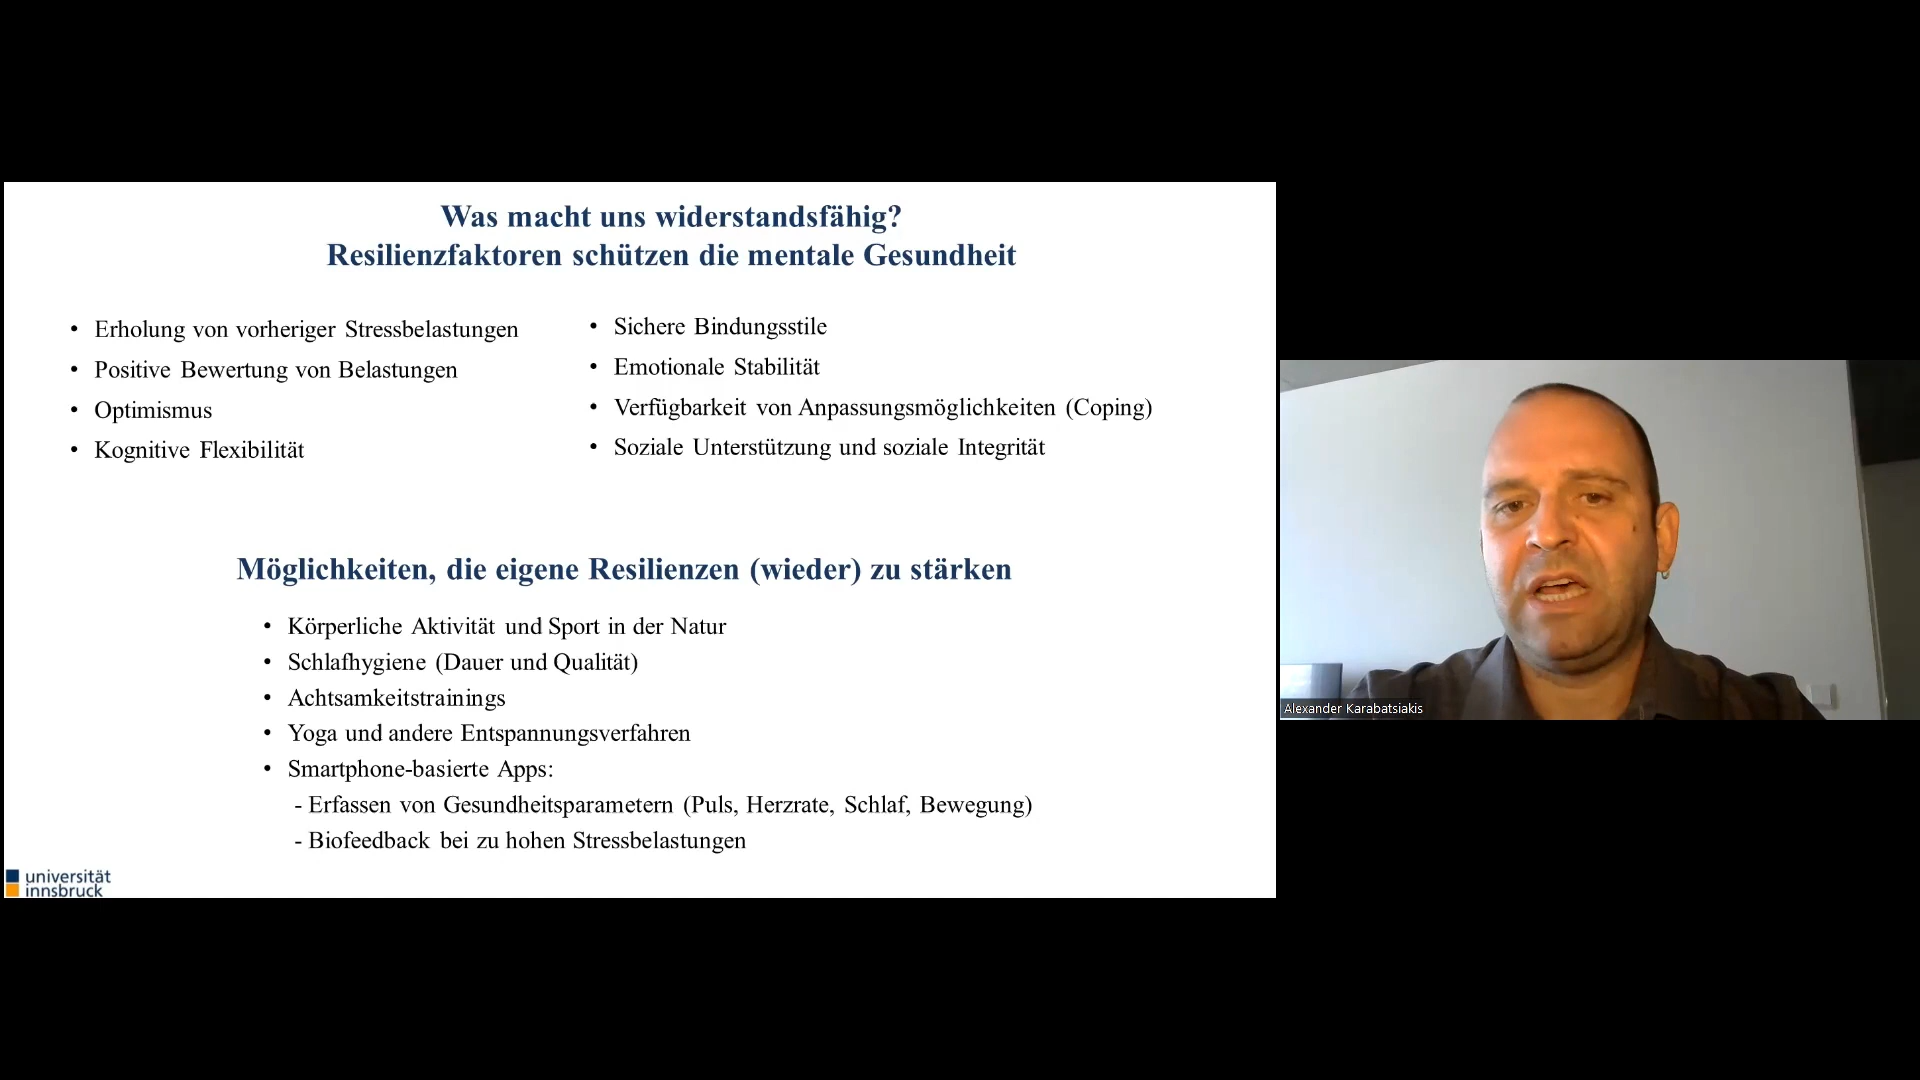 Was macht uns widerstandsfähig?
Resilienzfaktoren schützen die mentale Gesundheit
• Erholung von vorheriger Stressbelastungen
• Positive Bewertung von Belastungen
• Optimismus
• Kognitive Flexibilität
• Sichere Bindungsstile
• Emotionale Stabilität
• Verfügbarkeit von Anpassungsmöglichkeiten (Coping)
• Soziale Unterstützung und soziale Integrität
Möglichkeiten, die eigene Resilienzen (wieder) zu stärken
• Körperliche Aktivität und Sport in der Natur
• Schlafhygiene (Dauer und Qualität)
• Achtsamkeitstrainings
• Yoga und andere Entspannungsverfahren
• Smartphone-basierte Apps:
- Erfassen von Gesundheitsparametern (Puls, Herzrate, Schlaf, Bewegung)
- Biofeedback bei zu hohen Stressbelastungen
universität
innsbruck
Alexander Karabatsiakis